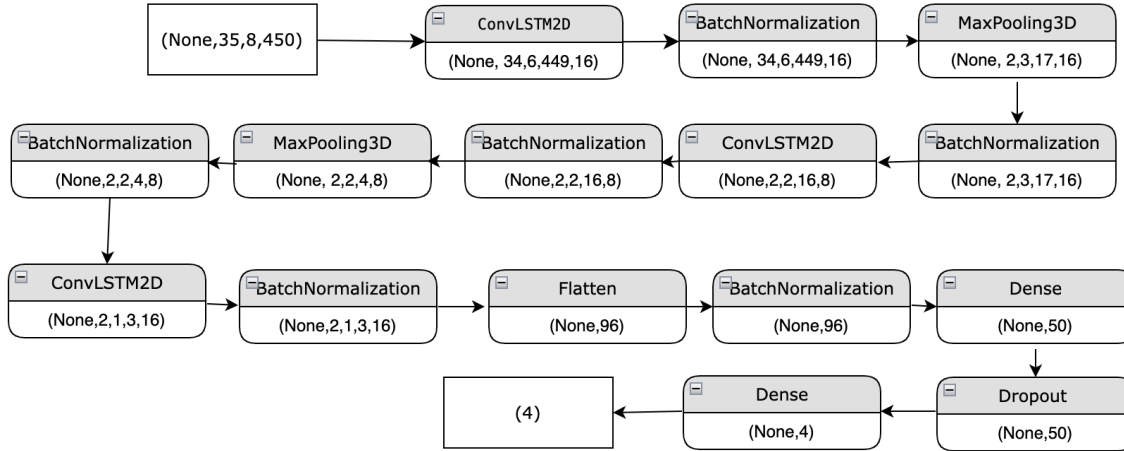 (None,35,8,450)
ConvLSTM2D
(None, 34,6,449,16)
BatchNormalization
(None, 34,6,449,16)
MaxPooling3D
(None, 2,3,17,16)
BatchNormalization
(None, 2,3,17,16)
ConvLSTM2D
(None,2,2,16,8)
BatchNormalization
(None,2,2,16,8)
MaxPooling3D
(None, 2,2,4,8)
BatchNormalization
(None,2,2,4,8)
ConvLSTM2D
(None,2,1,3,16)
BatchNormalization
(None,2,1,3,16)
Flatten
(None,96)
BatchNormalization
(None,96)
Dense
(None,50)
Dropout
(None,50)
Dense
(None,4)
(4)